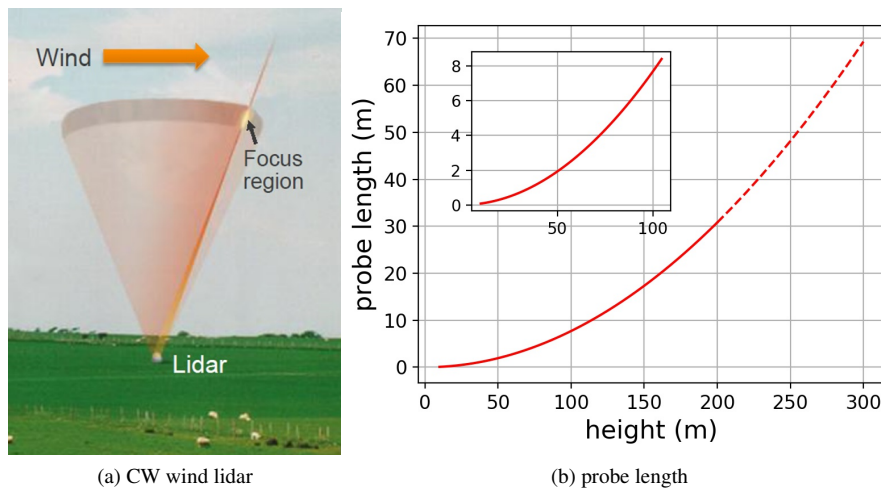 Wind
Focus
region
Lidar
(a) CW wind lidar
probe length (m)
70
60
50
40
30
20
10
0
8
6
4
2
0
50
100
0
50
100
150
200
250
300
height (m)
(b) probe length